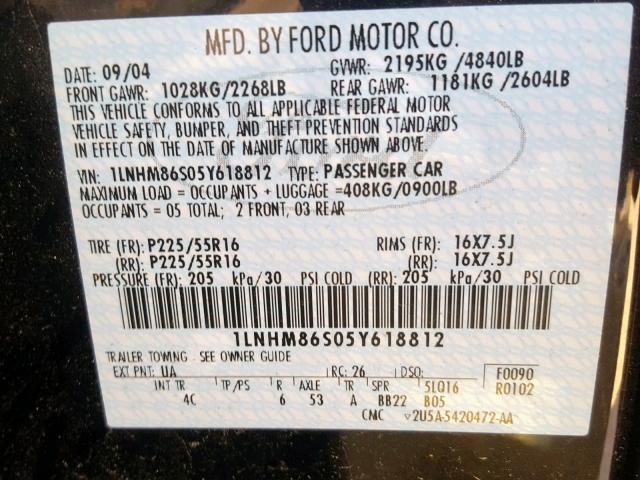 MFD. BY FORD MOTOR CO.
DATE: 09/04 GVWR: 2195KG /4840LB
FRONT GAWR: 1028KG/2268LB REAR GAWR: 1181KG /2604LB
THIS VEHICLE CONFORMS TO ALL APPLICABLE FEDERAL MOTOR
VEHICLE SAFETY, BUMPER, AND THEFT PREVENTION STANDARDS
IN EFFECT ON THE DATE OF MANUFACTURE SHOWN ABOVE.
VIN: 1LNHM86S05Y618812 TYPE: PASSENGER CAR
MAXIMUM LOAD = OCCUPANTS + LUGGAGE =408KG/0900LB
OCCUPANTS = 05 TOTAL; 2 FRONT, 03 REAR
TIRE (FR): P225/55R16 RIMS (FR): 16X7.5J
(RR): P225/55R16 (RR): 16X7.5J
PRESSURE (FR): 205 kPa/30 PSI COLD (RR): 205 kPa/30 PSI COLD
1LNHM86S05Y618812
TRAILER TOWING - SEE OWNER GUIDE
EXT PNT: UA RC: 26 DSO: F0090
INT TR TP/PS R AXLE TR SPR 5LQ16 R0102
4C 6 53 A BB22 B05
CMC 2U5A-5420472-AA